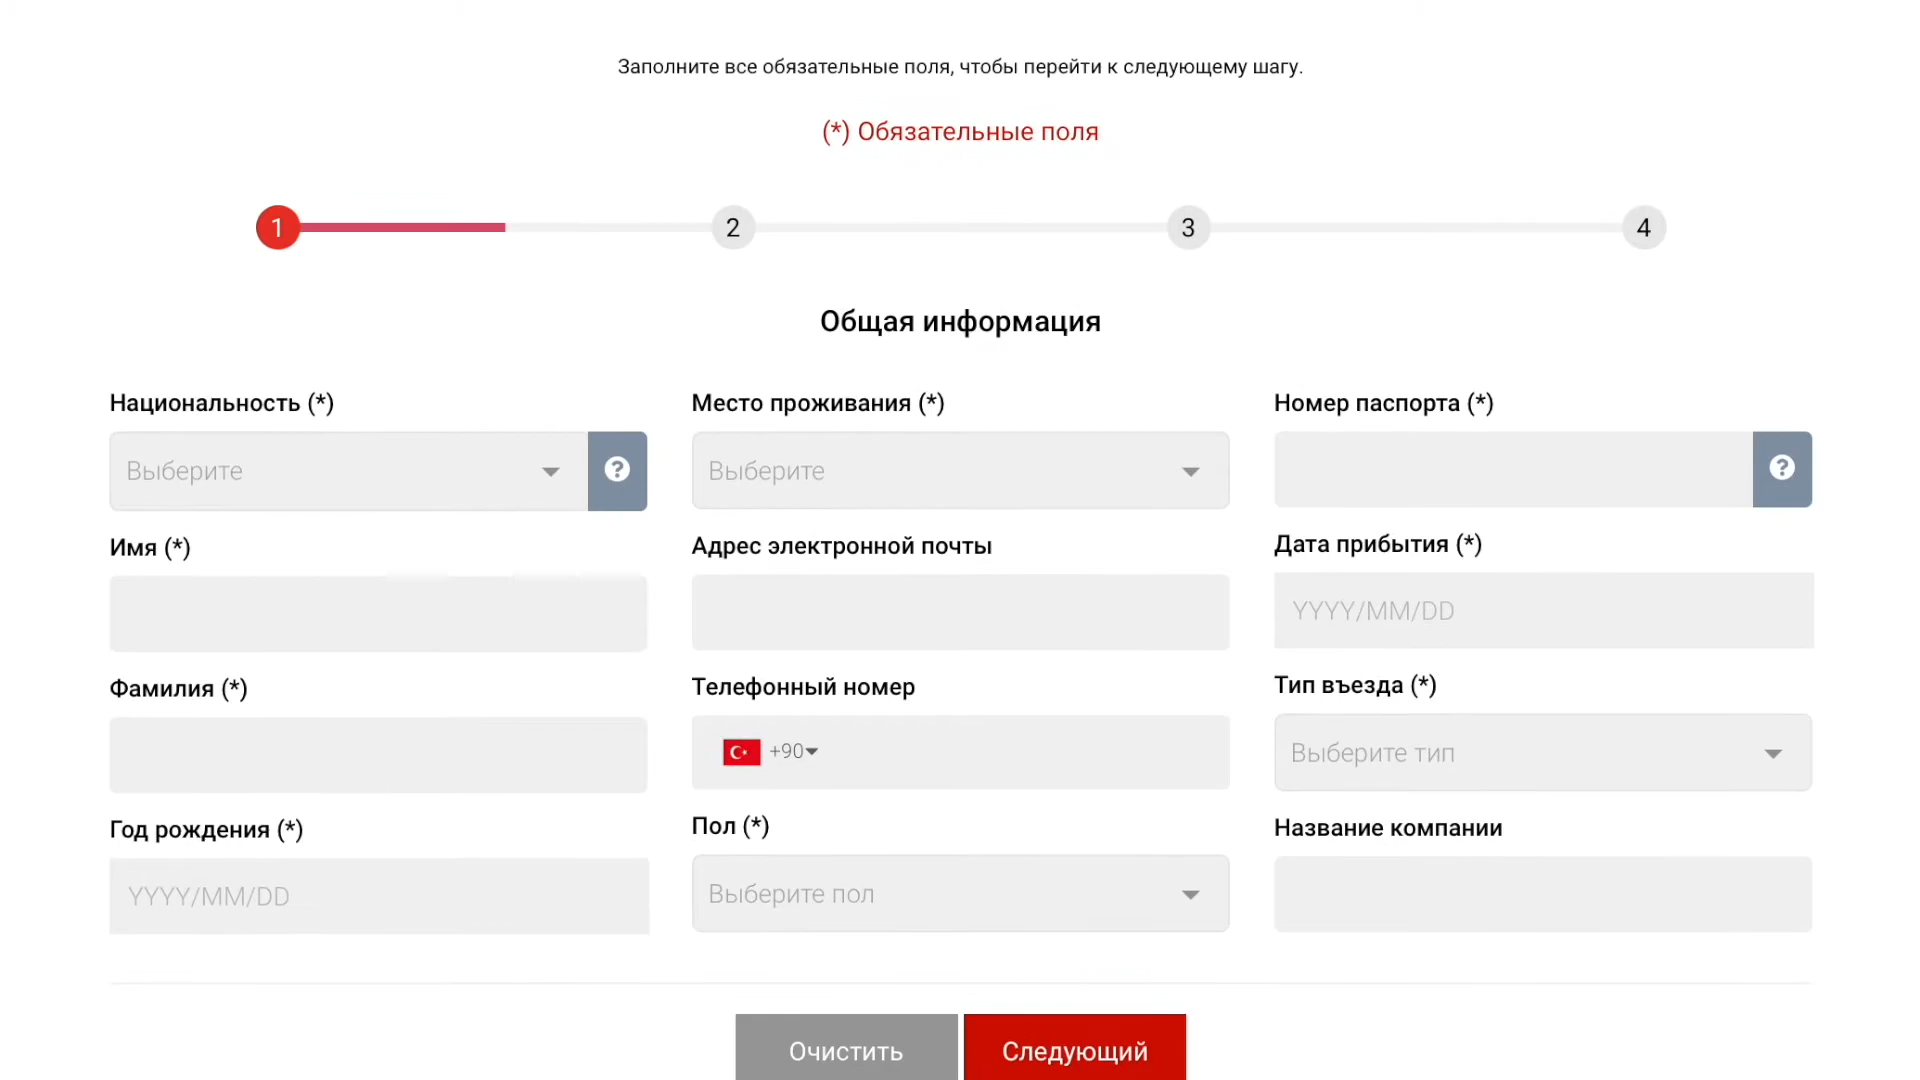 Заполните все обязательные поля, чтобы перейти к следующему шагу.
(*) Обязательные поля
1 2 3 4
Общая информация
Национальность (*)
Выберите
?
Место проживания (*)
Выберите
Номер паспорта (*)
?
Имя (*)
Адрес электронной почты
Дата прибытия (*)
YYYY/MM/DD
Фамилия (*)
Телефонный номер
+90
Тип въезда (*)
Выберите тип
Год рождения (*)
YYYY/MM/DD
Пол (*)
Выберите пол
Название компании
Очистить
Следующий